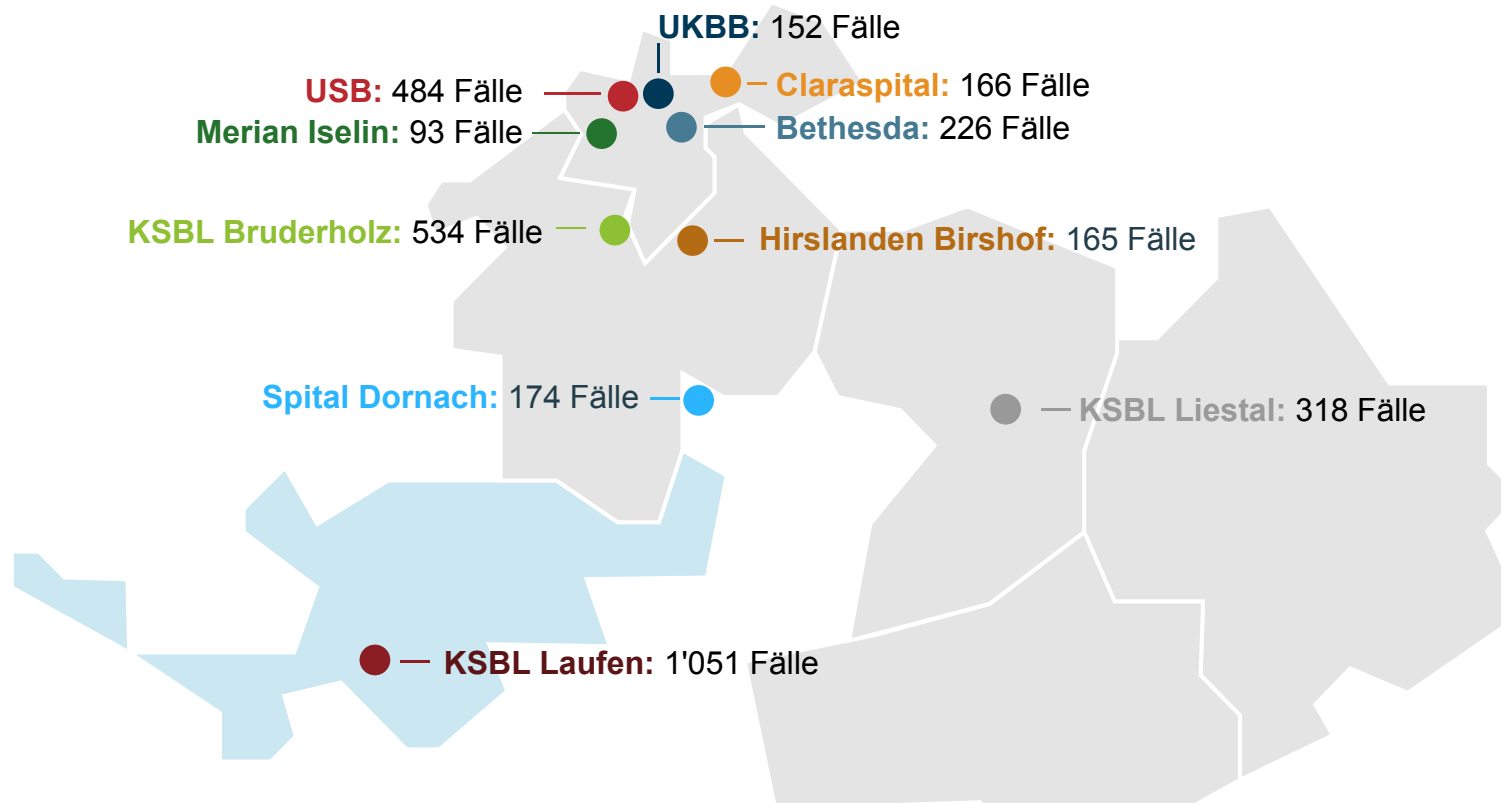 UKBB: 152 Fälle
USB: 484 Fälle
Claraspital: 166 Fälle
Merian Iselin: 93 Fälle
Bethesda: 226 Fälle
KSBL Bruderholz: 534 Fälle
Hirslanden Birshof: 165 Fälle
Spital Dornach: 174 Fälle
KSBL Liestal: 318 Fälle
KSBL Laufen: 1'051 Fälle